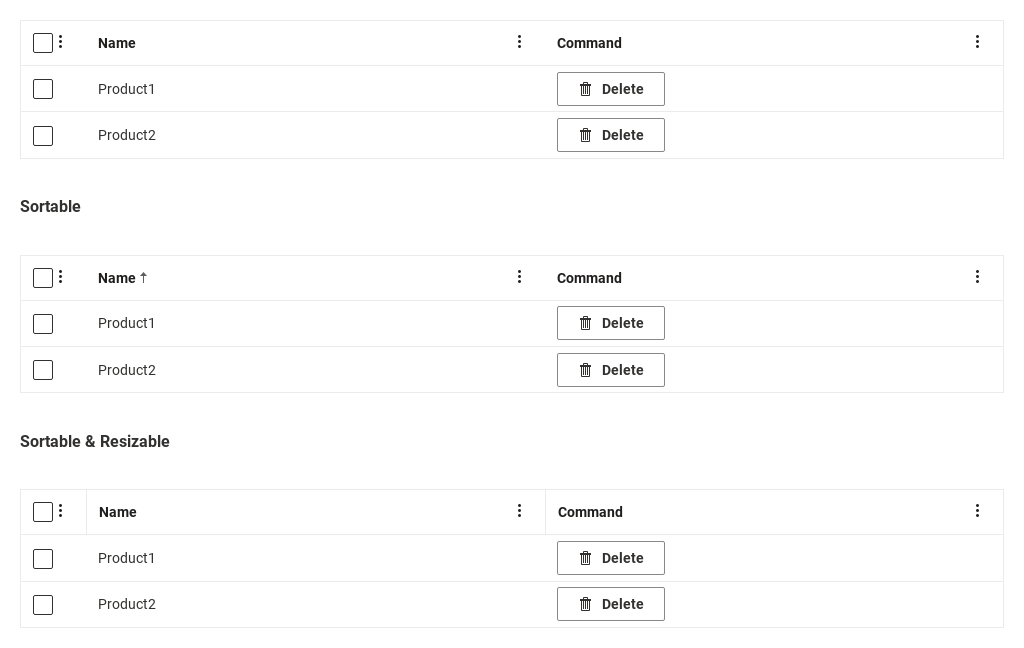 Name Command
Product1 Delete
Product2 Delete
Sortable
Name Command
Product1 Delete
Product2 Delete
Sortable & Resizable
Name Command
Product1 Delete
Product2 Delete